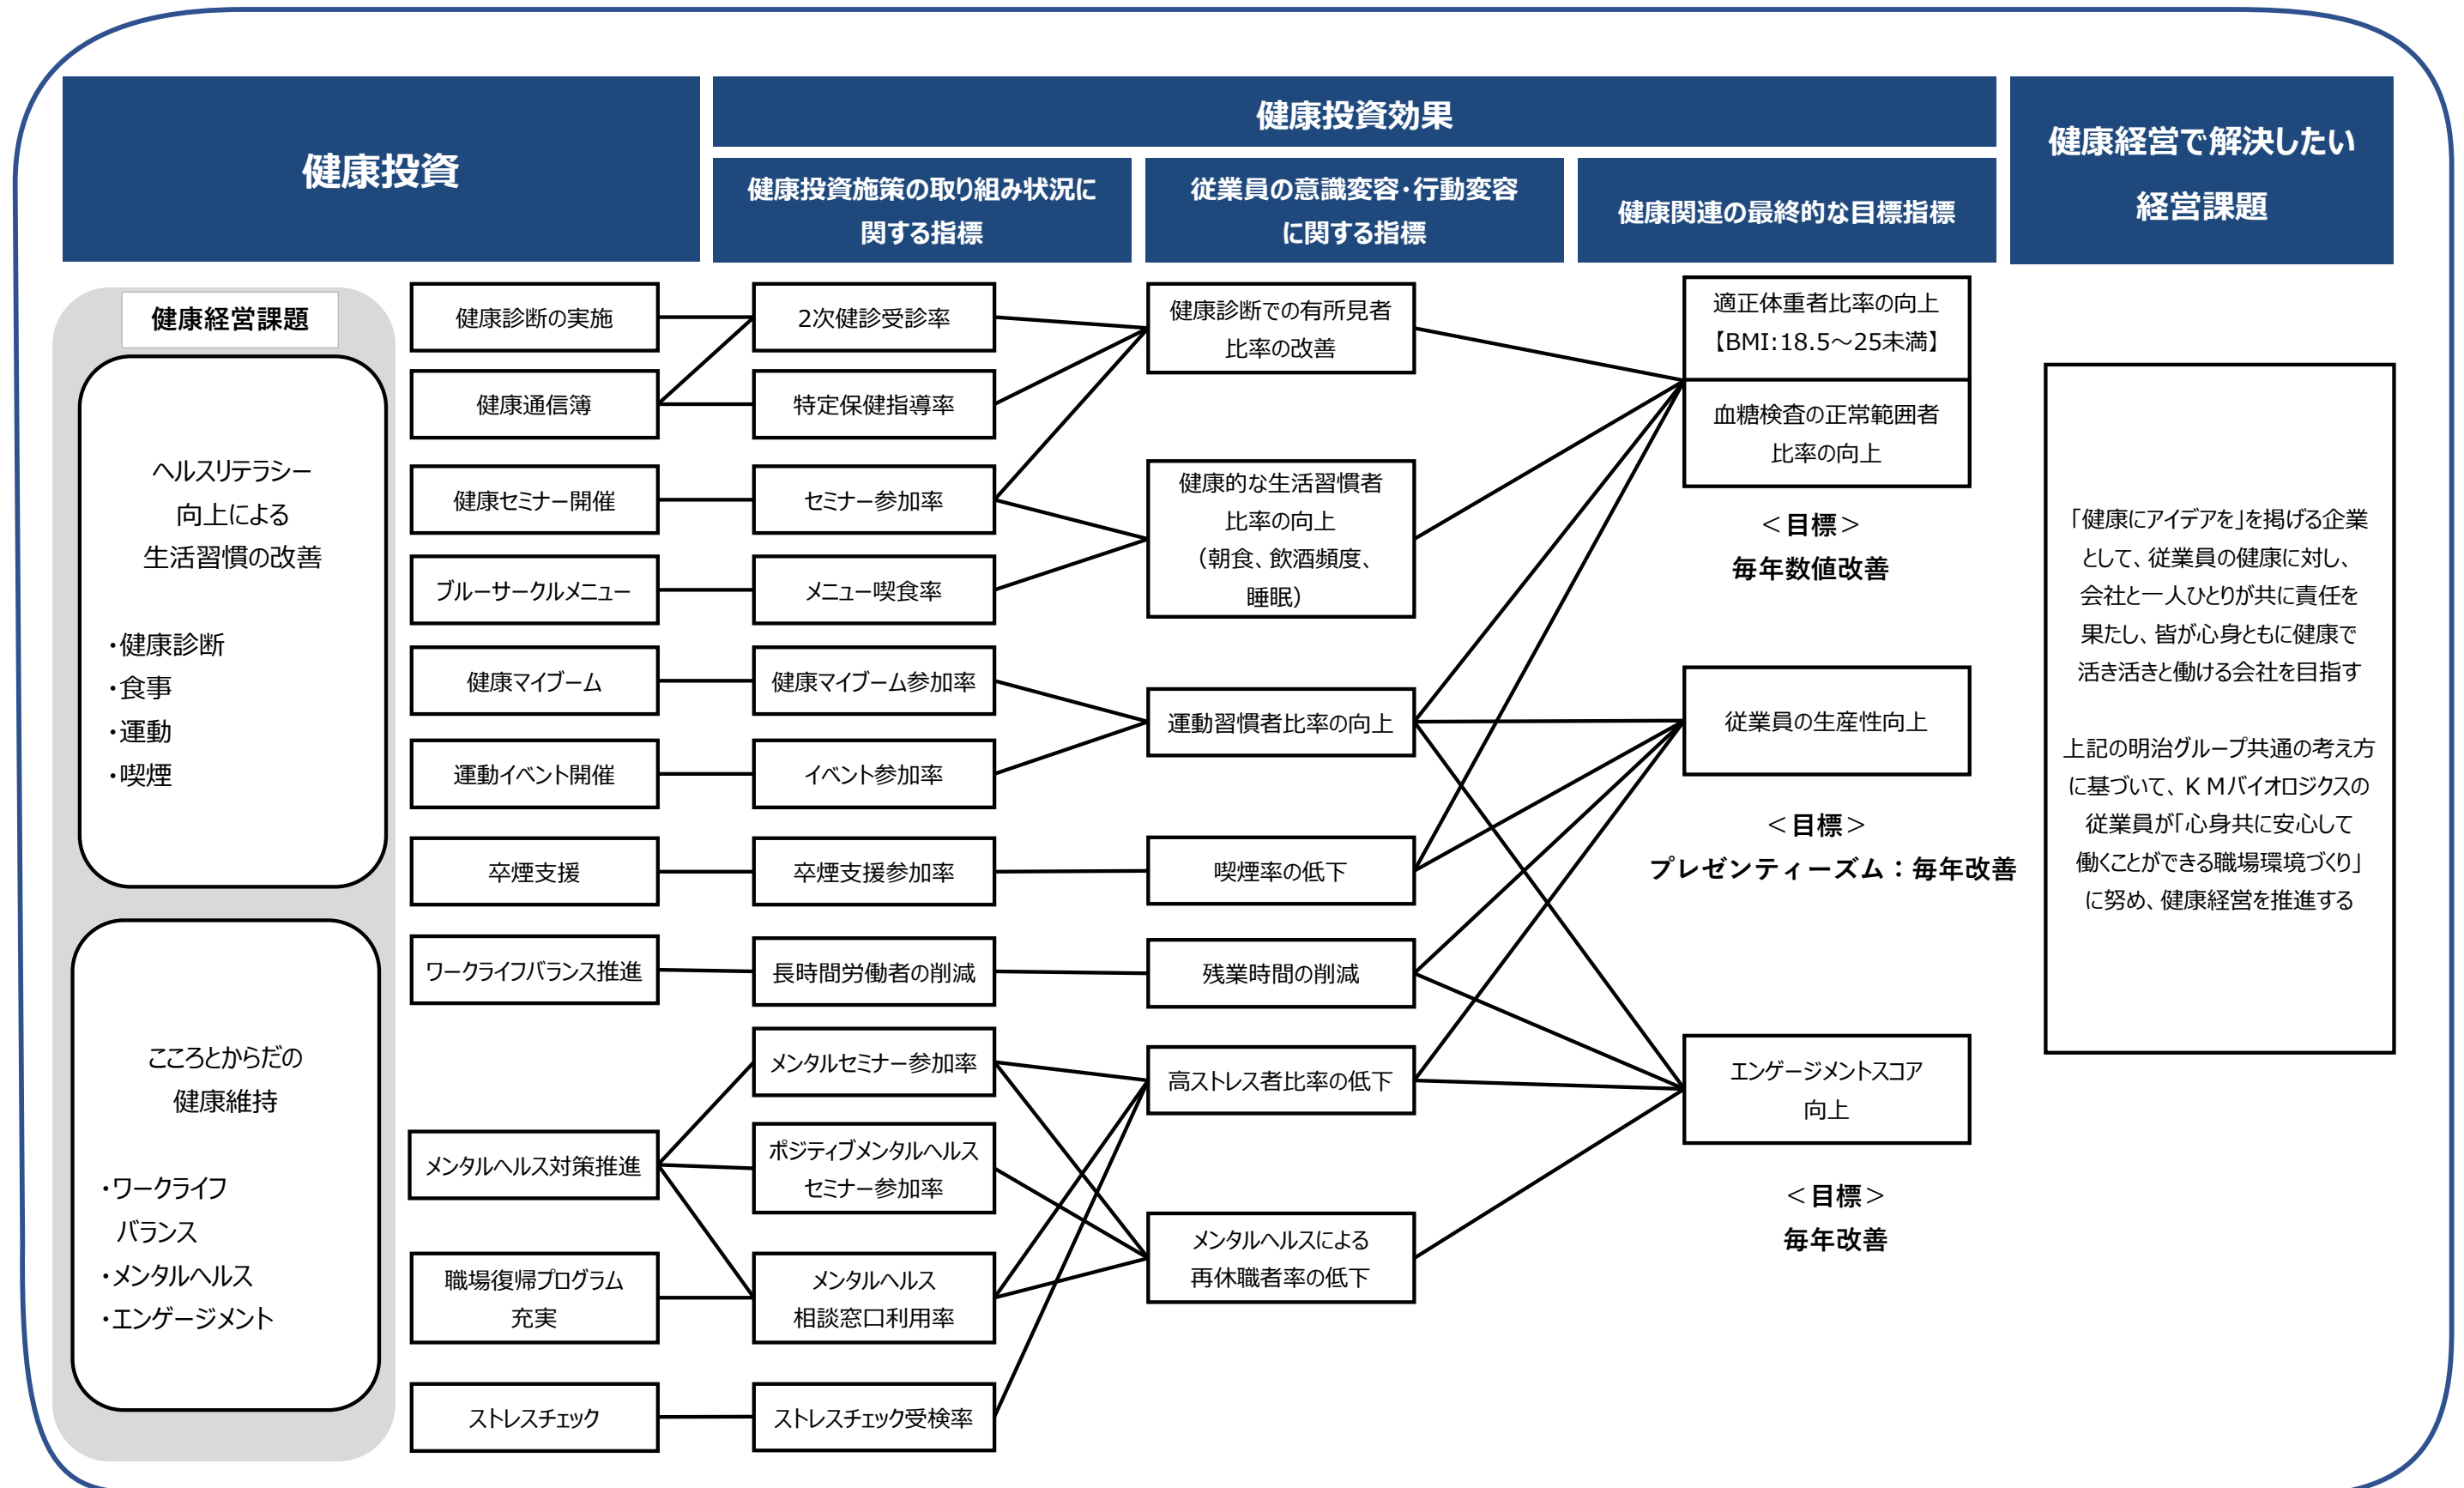 健康投資
健康投資効果
健康投資施策の取り組み状況に
関する指標
従業員の意識変容・行動変容
に関する指標
健康関連の最終的な目標指標
健康経営で解決したい
経営課題
健康経営課題
ヘルスリテラシー
向上による
生活習慣の改善
・健康診断
・食事
・運動
・喫煙
こころとからだの
健康維持
・ワークライフ
バランス
・メンタルヘルス
・エンゲージメント
健康診断の実施
健康通信簿
健康セミナー開催
ブルーサークルメニュー
健康マイブーム
運動イベント開催
卒煙支援
ワークライフバランス推進
メンタルヘルス対策推進
職場復帰プログラム
充実
ストレスチェック
2次健診受診率
特定保健指導率
セミナー参加率
メニュー喫食率
健康マイブーム参加率
イベント参加率
卒煙支援参加率
長時間労働者の削減
メンタルセミナー参加率
ポジティブメンタルヘルス
セミナー参加率
メンタルヘルス
相談窓口利用率
ストレスチェック受検率
健康診断での有所見者
比率の改善
健康的な生活習慣者
比率の向上
（朝食、飲酒頻度、
睡眠）
運動習慣者比率の向上
喫煙率の低下
残業時間の削減
高ストレス者比率の低下
メンタルヘルスによる
再休職者率の低下
適正体重者比率の向上
【BMI:18.5～25未満】
血糖検査の正常範囲者
比率の向上
＜目標＞
毎年数値改善
従業員の生産性向上
＜目標＞
プレゼンティーズム：毎年改善
エンゲージメントスコア
向上
＜目標＞
毎年改善
「健康にアイデアを」を掲げる企業
として、従業員の健康に対し、
会社と一人ひとりが共に責任を
果たし、皆が心身ともに健康で
活き活きと働ける会社を目指す
上記の明治グループ共通の考え方
に基づいて、ＫＭバイオロジクスの
従業員が「心身共に安心して
働くことができる職場環境づくり」
に努め、健康経営を推進する